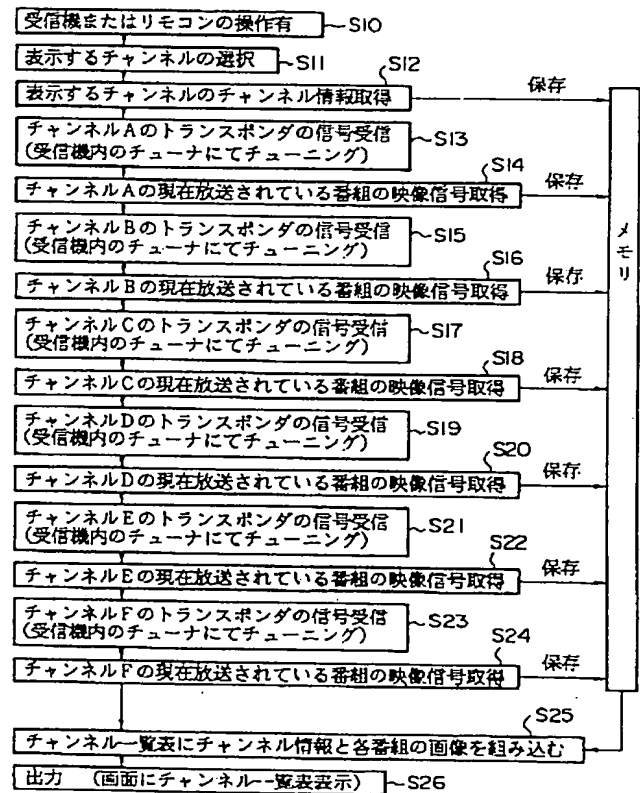 受信機またはリモコンの操作有 S10
表示するチャンネルの選択 S11
S12
表示するチャンネルのチャンネル情報取得 保存
チャンネルAのトランスポンダの信号受信 S13
(受信機内のチューナにてチューニング)
S14
チャンネルAの現在放送されている番組の映像信号取得 保存
チャンネルBのトランスポンダの信号受信 S15
(受信機内のチューナにてチューニング)
S16
チャンネルBの現在放送されている番組の映像信号取得 保存
メモリ
チャンネルCのトランスポンダの信号受信 S17
(受信機内のチューナにてチューニング)
S18
チャンネルCの現在放送されている番組の映像信号取得 保存
チャンネルDのトランスポンダの信号受信 S19
(受信機内のチューナにてチューニング)
S20
チャンネルDの現在放送されている番組の映像信号取得 保存
チャンネルEのトランスポンダの信号受信 S21
(受信機内のチューナにてチューニング)
S22
チャンネルEの現在放送されている番組の映像信号取得 保存
チャンネルFのトランスポンダの信号受信 S23
(受信機内のチューナにてチューニング)
S24
チャンネルFの現在放送されている番組の映像信号取得 保存
S25
チャンネル一覧表にチャンネル情報と各番組の画像を組み込む
出力 (画面にチャンネル一覧表表示) S26